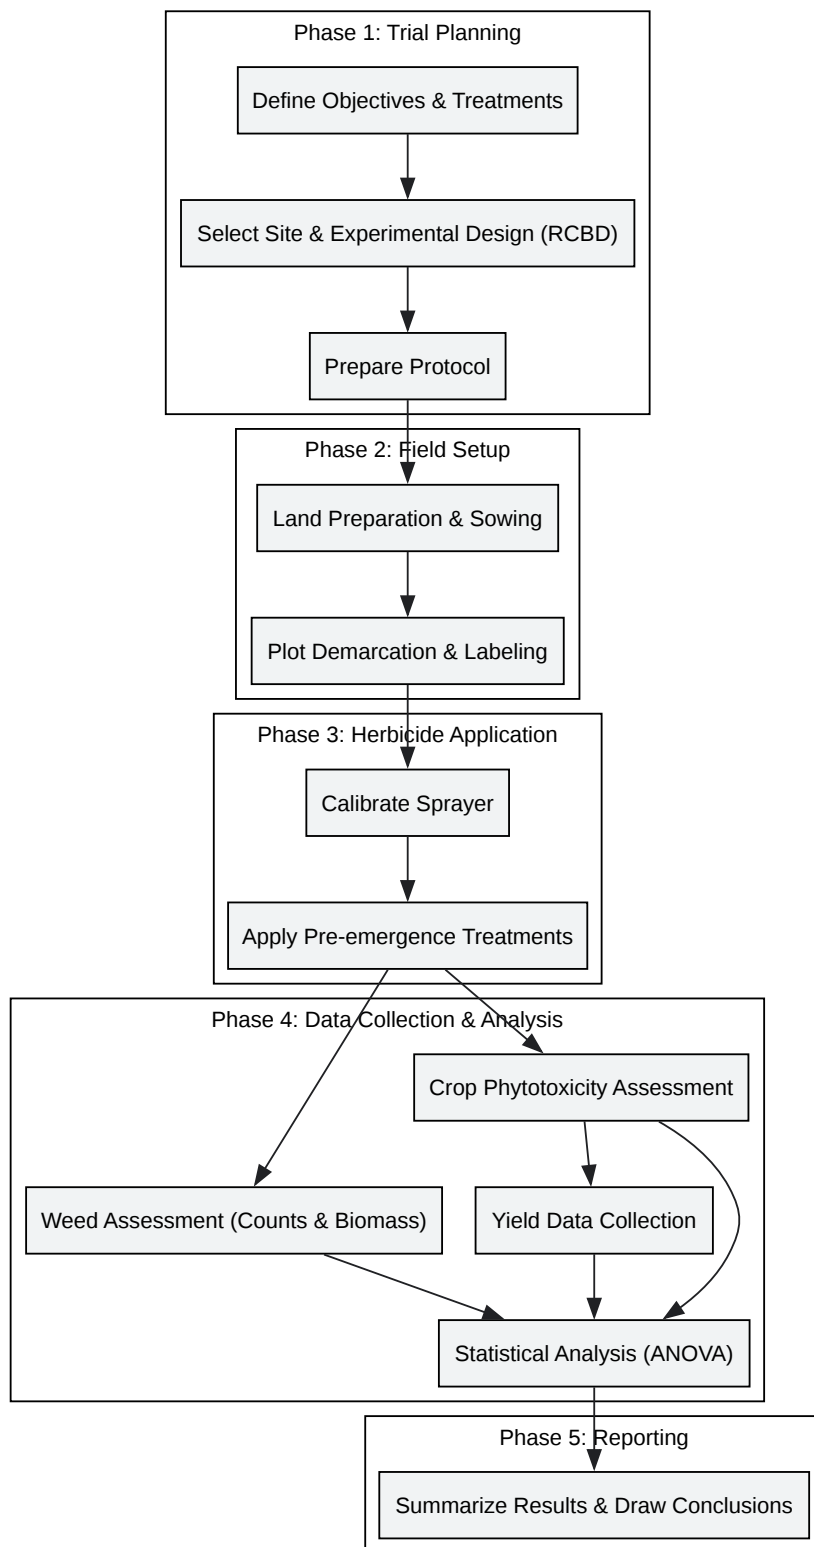 Phase 1: Trial Planning
Define Objectives & Treatments
Select Site & Experimental Design (RCBD)
Prepare Protocol
Phase 2: Field Setup
Land Preparation & Sowing
Plot Demarcation & Labeling
Phase 3: Herbicide Application
Calibrate Sprayer
Apply Pre-emergence Treatments
Phase 4: Data Collection & Analysis
Crop Phytotoxicity Assessment
Weed Assessment (Counts & Biomass)
Yield Data Collection
Statistical Analysis (ANOVA)
Phase 5: Reporting
Summarize Results & Draw Conclusions